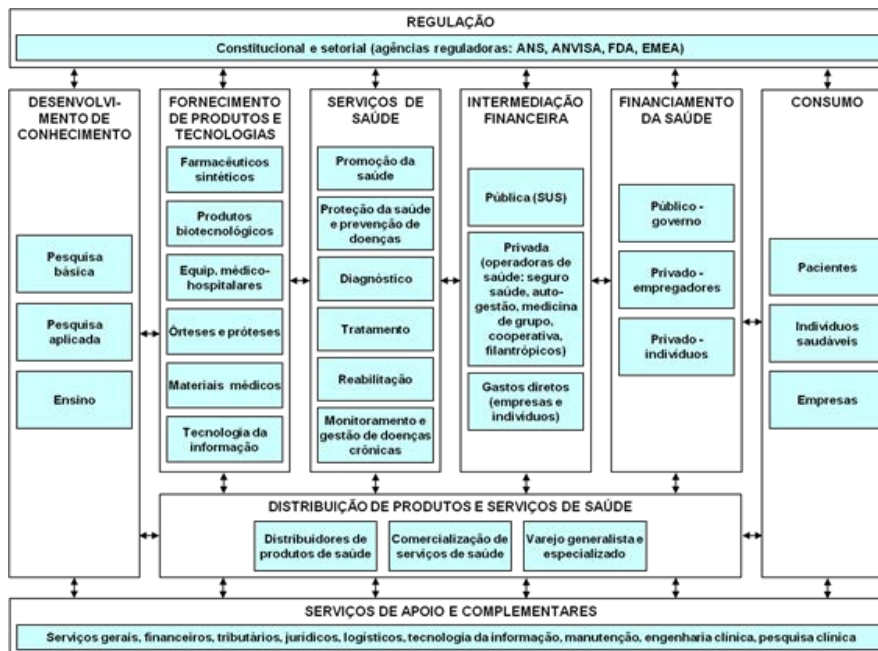 REGULAÇÃO
Constitucional e setorial (agências reguladoras: ANS, ANVISA, FDA, EMEA)
DESENVOLVI-
MENTO DE
CONHECIMENTO
Pesquisa
básica
Pesquisa
aplicada
Ensino
FORNECIMENTO
DE PRODUTOS E
TECNOLOGIAS
Farmacêuticos
sintéticos
Produtos
biotecnológicos
Equip. médico-
hospitalares
Órteses e próteses
Materiais médicos
Tecnologia da
informação
SERVIÇOS DE
SAÚDE
Promoção da
saúde
Proteção da saúde
e prevenção de
doenças
Diagnóstico
Tratamento
Reabilitação
Monitoramento e
gestão de doenças
crônicas
INTERMEDIAÇÃO
FINANCEIRA
Pública (SUS)
Privada
(operadoras de
saúde: seguro
saúde, auto-
gestão, medicina
de grupo,
cooperativa,
filantrópicos)
Gastos diretos
(empresas e
indivíduos)
FINANCIAMENTO
DA SAÚDE
Público -
governo
Privado -
empregadores
Privado -
indivíduos
CONSUMO
Pacientes
Indivíduos
saudáveis
Empresas
DISTRIBUIÇÃO DE PRODUTOS E SERVIÇOS DE SAÚDE
Distribuidores de
produtos de saúde
Comercialização de
serviços de saúde
Varejo generalista e
especializado
SERVIÇOS DE APOIO E COMPLEMENTARES
Serviços gerais, financeiros, tributários, jurídicos, logísticos, tecnologia da informação, manutenção, engenharia clínica, pesquisa clínica